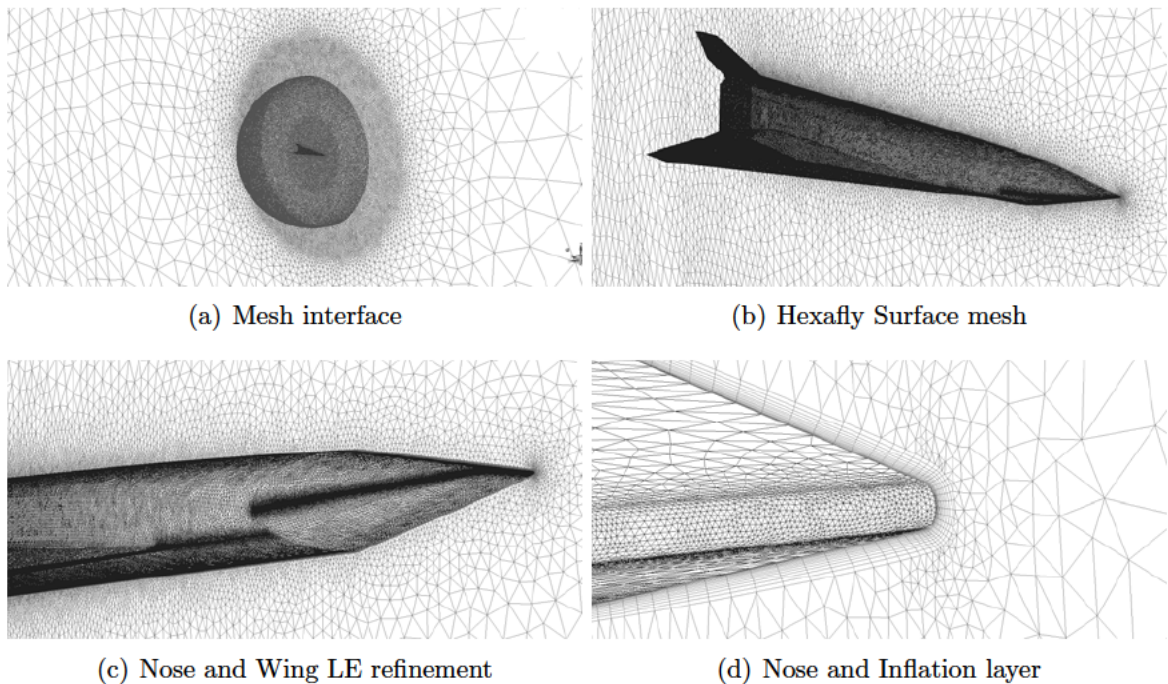 (a) Mesh interface
(b) Hexafly Surface mesh
(c) Nose and Wing LE refinement
(d) Nose and Inflation layer